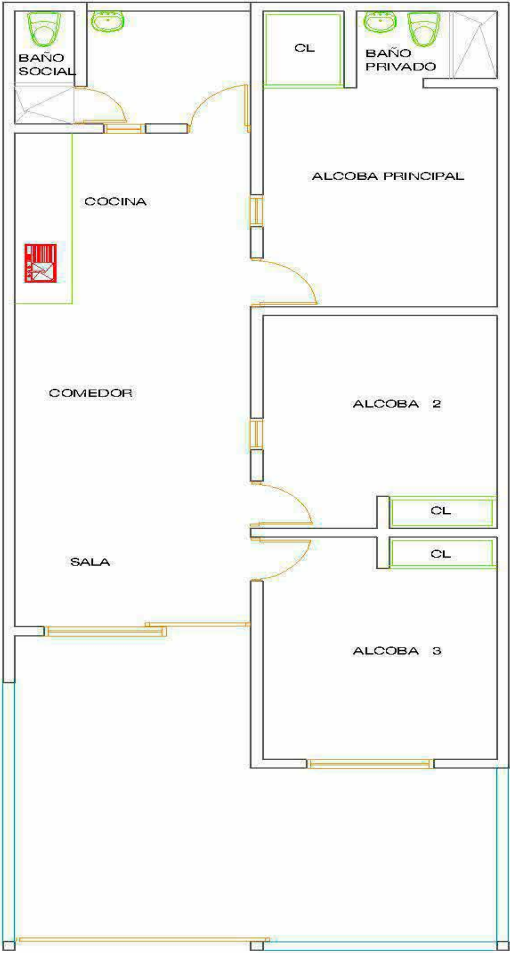 BAÑO
SOCIAL
CL
BAÑO
PRIVADO
ALCOBA PRINCIPAL
COCINA
COMEDOR
ALCOBA 2
CL
CL
SALA
ALCOBA 3